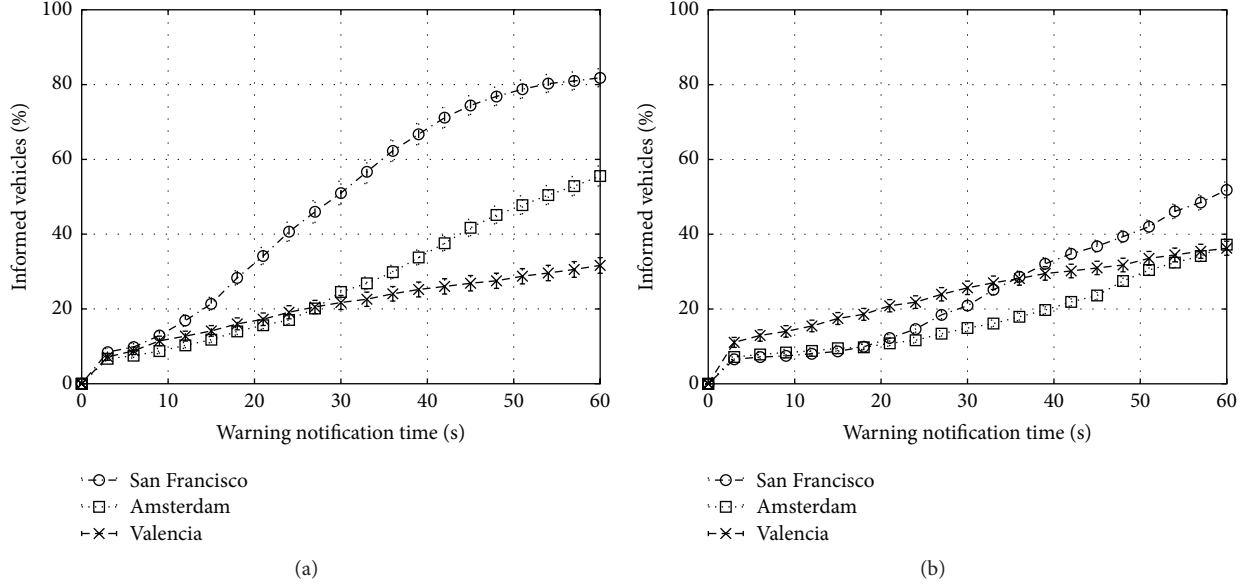 100
80
60
40
20
0
Informed vehicles (%)
0 10 20 30 40 50 60
Warning notification time (s)
San Francisco
Amsterdam
Valencia
(a)
100
80
60
40
20
0
Informed vehicles (%)
0 10 20 30 40 50 60
Warning notification time (s)
San Francisco
Amsterdam
Valencia
(b)